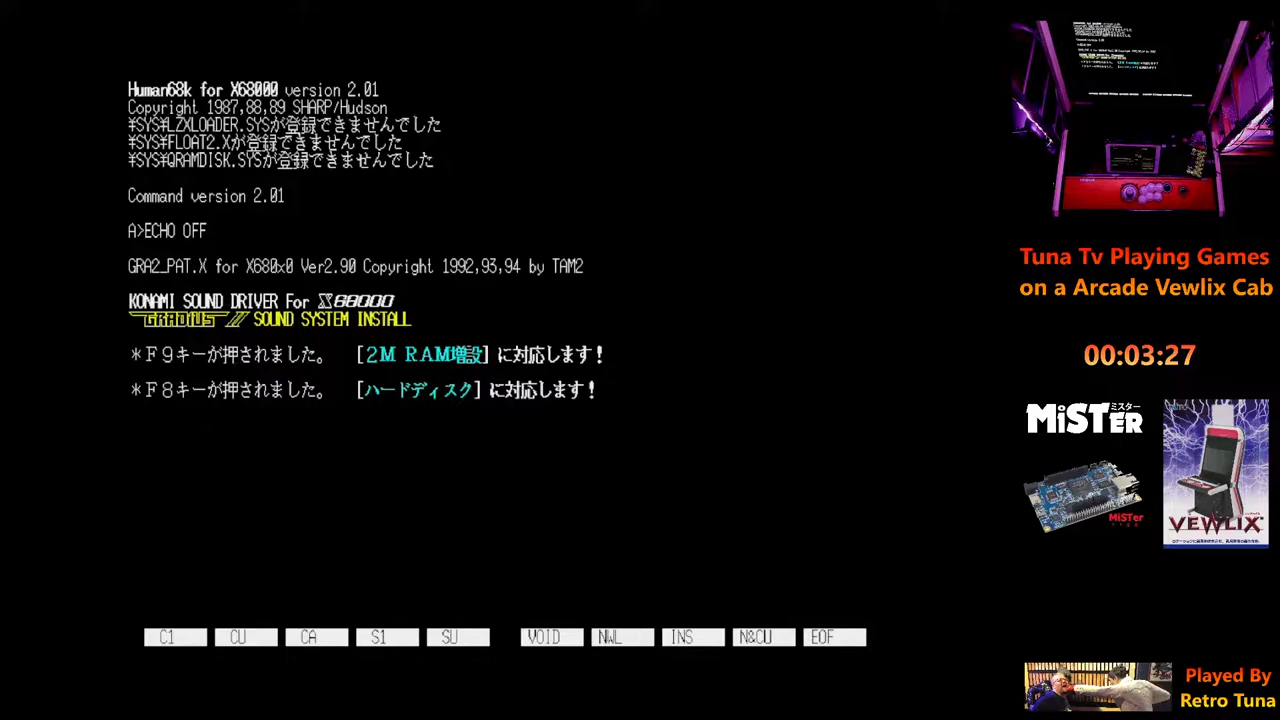 Human68k for X68000 version 2.01
Copyright 1987,88,89 SHARP/Hudson
¥SYS¥LZXLOADER.SYSが登録できませんでした
¥SYS¥FLOAT2.Xが登録できませんでした
¥SYS¥QRAMDISK.SYSが登録できませんでした
Command version 2.01
A>ECHO OFF
GRA2_PAT.X for X680x0 Ver2.90 Copyright 1992,93,94 by TAM2
KONAMI SOUND DRIVER For X68000
GRADIUS II SOUND SYSTEM INSTALL
*F9キーが押されました。 [2M RAM増設] に対応します!
*F8キーが押されました。 [ハードディスク] に対応します!
C1 CU CA S1 SU VOID NWL INS N&CU EOF
Tuna Tv Playing Games
on a Arcade Vewlix Cab
00:03:27
MiSTER ミスター
MiSTer
VEWLIX
Played By
Retro Tuna